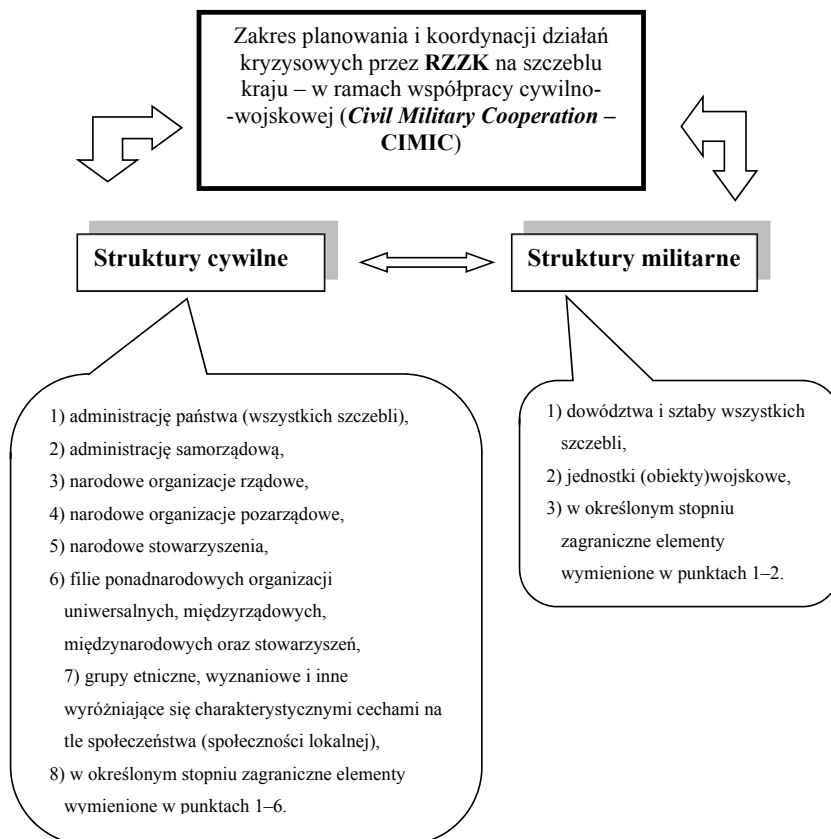 Zakres planowania i koordynacji działań
kryzysowych przez RZZK na szczeblu
kraju – w ramach współpracy cywilno-
-wojskowej (Civil Military Cooperation –
CIMIC)
Struktury cywilne
Struktury militarne
1) administrację państwa (wszystkich szczebli),
2) administrację samorządową,
3) narodowe organizacje rządowe,
4) narodowe organizacje pozarządowe,
5) narodowe stowarzyszenia,
6) filie ponadnarodowych organizacji
uniwersalnych, międzyrządowych,
międzynarodowych oraz stowarzyszeń,
7) grupy etniczne, wyznaniowe i inne
wyróżniające się charakterystycznymi cechami na
tle społeczeństwa (społeczności lokalnej),
8) w określonym stopniu zagraniczne elementy
wymienione w punktach 1–6.
1) dowództwa i sztaby wszystkich
szczebli,
2) jednostki (obiekty)wojskowe,
3) w określonym stopniu
zagraniczne elementy
wymienione w punktach 1–2.